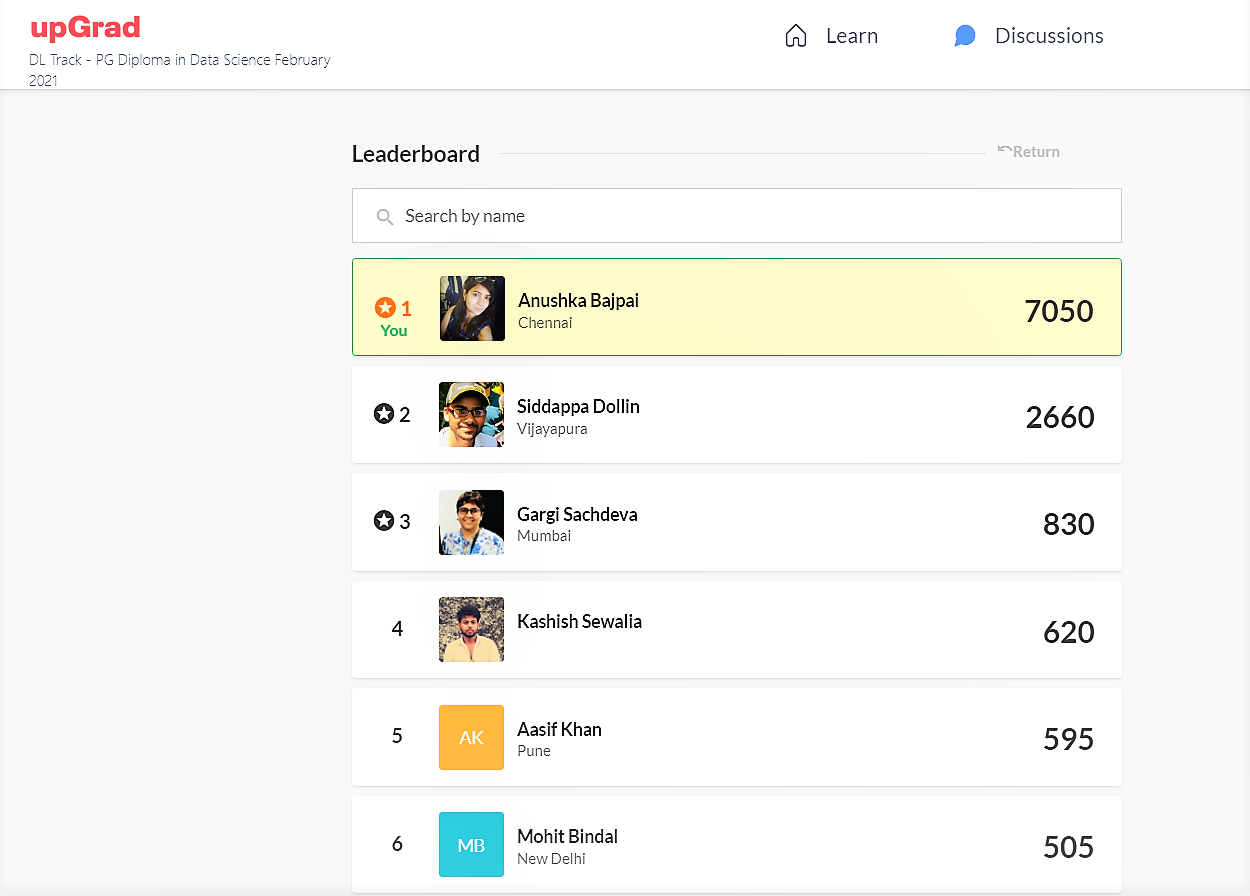 upGrad
DL Track - PG Diploma in Data Science February
2021
Learn
Discussions
Leaderboard
Return
Search by name
1
You
Anushka Bajpai
Chennai
7050
2
Siddappa Dollin
Vijayapura
2660
3
Gargi Sachdeva
Mumbai
830
4
Kashish Sewalia
620
5
AK
Aasif Khan
Pune
595
6
MB
Mohit Bindal
New Delhi
505